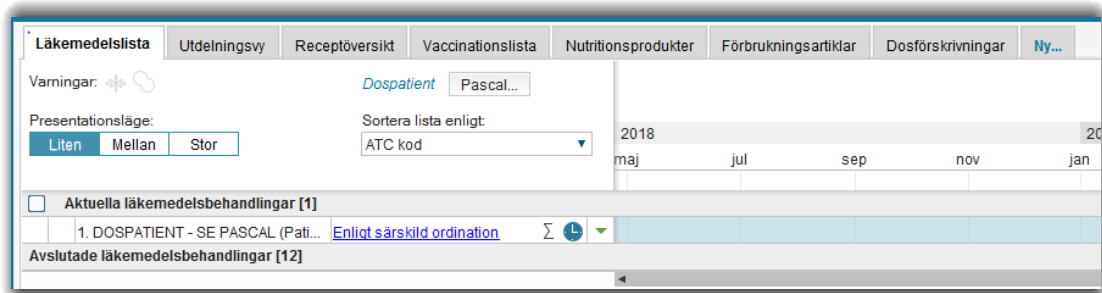 Läkemedelslista Utdelningsvy Receptöversikt Vaccinationslista Nutritionsprodukter Förbrukningsartiklar Dosförskrivningar Ny...
Varningar: Dospatient Pascal...
Presentationsläge: Sortera lista enligt:
2018
Liten Mellan Stor ATC kod
maj jul sep nov jan
Aktuella läkemedelsbehandlingar [1]
1. DOSPATIENT - SE PASCAL (Pati... Enligt särskild ordination Σ
Avslutade läkemedelsbehandlingar [12]